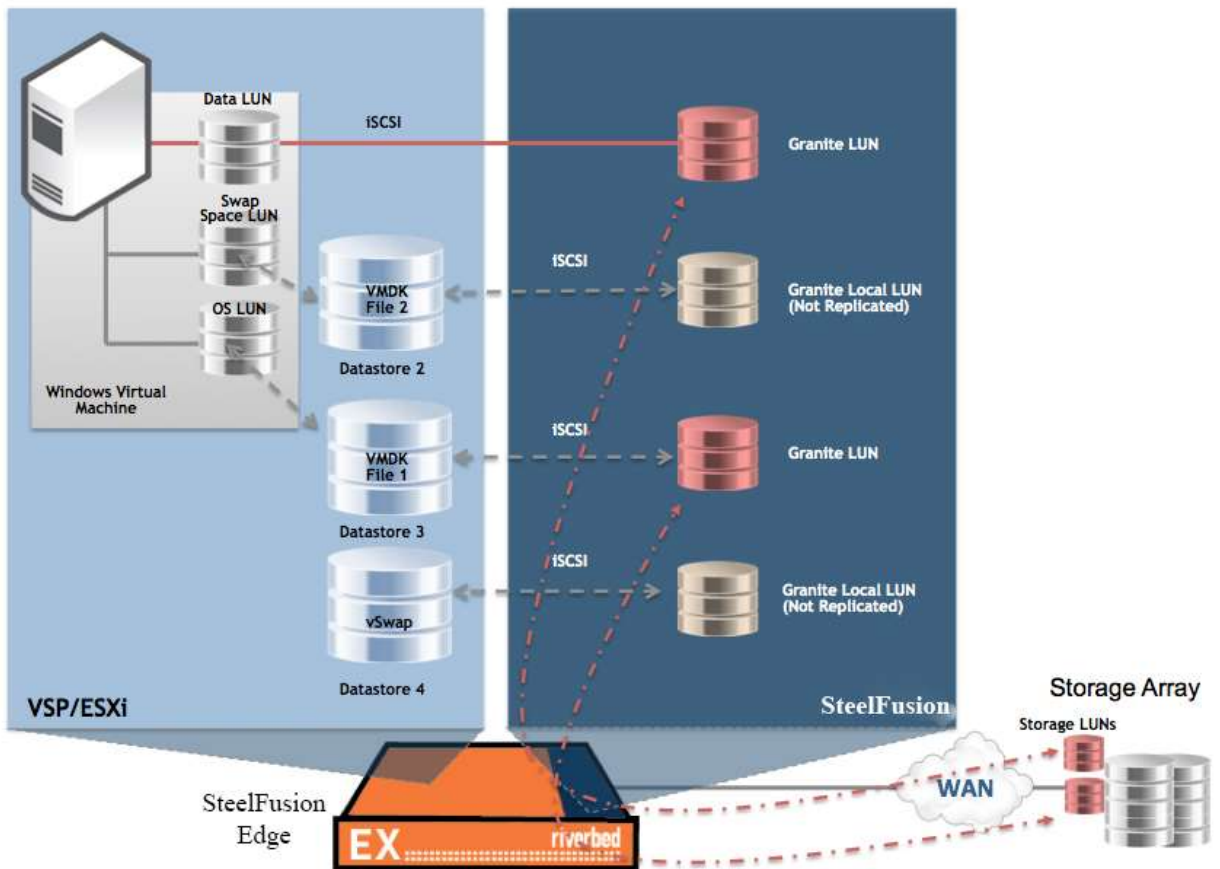 Data LUN
iSCSI
Granite LUN
Swap
Space LUN
VMDK
File 2
iSCSI
Granite Local LUN
(Not Replicated)
OS LUN
Datastore 2
Windows Virtual
Machine
VMDK
File 1
iSCSI
Granite LUN
Datastore 3
iSCSI
Granite Local LUN
(Not Replicated)
vSwap
Datastore 4
VSP/ESXi
SteelFusion
Storage Array
Storage LUNs
WAN
SteelFusion
Edge
EX
riverbed